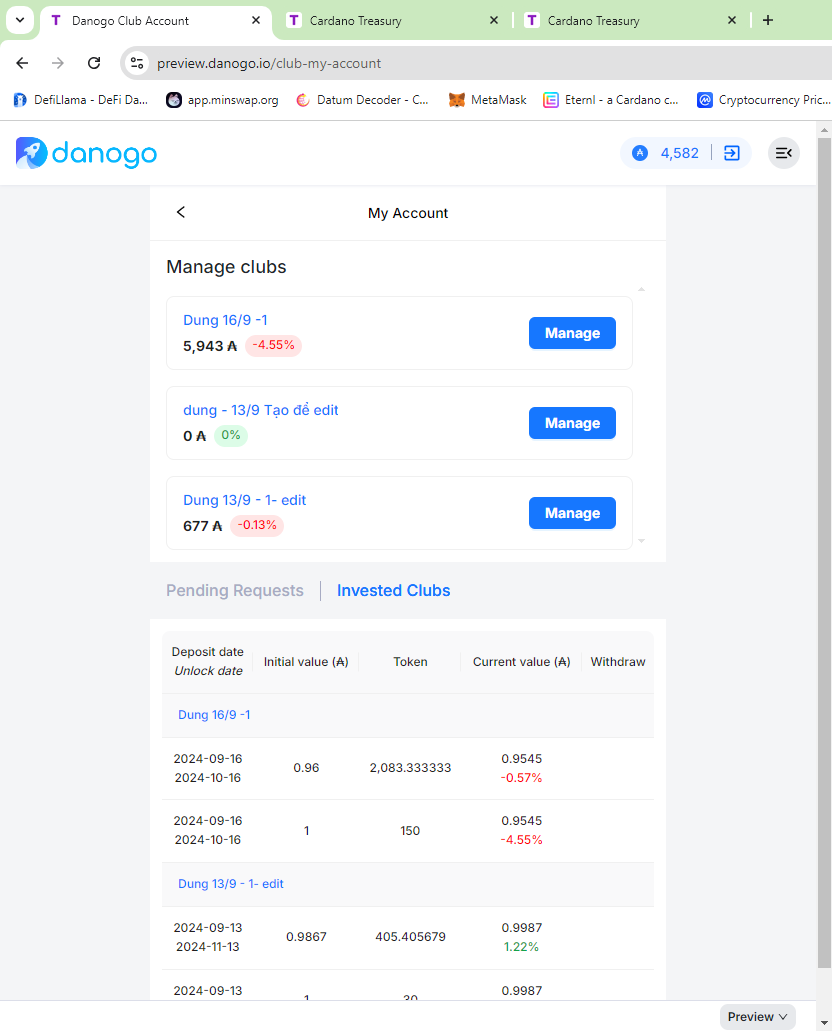 Danogo Club Account
Cardano Treasury
Cardano Treasury
preview.danogo.io/club-my-account
DefiLlama - DeFi Da...
app.minswap.org
Datum Decoder - C...
MetaMask
Eternl - a Cardano c...
Cryptocurrency Pric...
danogo
4,582
My Account
Manage clubs
Dung 16/9 -1
5,943 ₳ -4.55%
Manage
dung - 13/9 Tạo để edit
0 ₳ 0%
Manage
Dung 13/9 - 1- edit
677 ₳ -0.13%
Manage
Pending Requests
Invested Clubs
Deposit date
Unlock date
Initial value (₳)
Token
Current value (₳)
Withdraw
Dung 16/9 -1
2024-09-16
2024-10-16
0.96
2,083.333333
0.9545
-0.57%
2024-09-16
2024-10-16
1
150
0.9545
-4.55%
Dung 13/9 - 1- edit
2024-09-13
2024-11-13
0.9867
405.405679
0.9987
1.22%
2024-09-13
1
30
0.9987
Preview